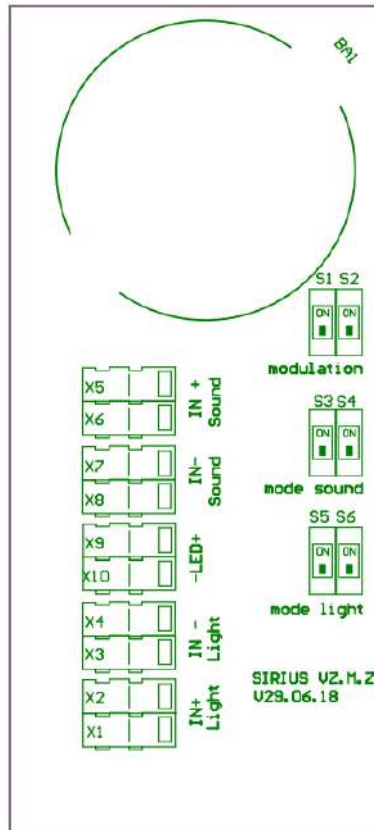 BA1
S1 S2
ON ON
modulation
X5
X6
IN +
Sound
S3 S4
ON ON
mode sound
X7
X8
IN-
Sound
X9
X10
-LED+
S5 S6
ON ON
mode light
X4
X3
IN -
Light
X2
X1
IN+
Light
SIRIUS V2.M.2
V29.06.18